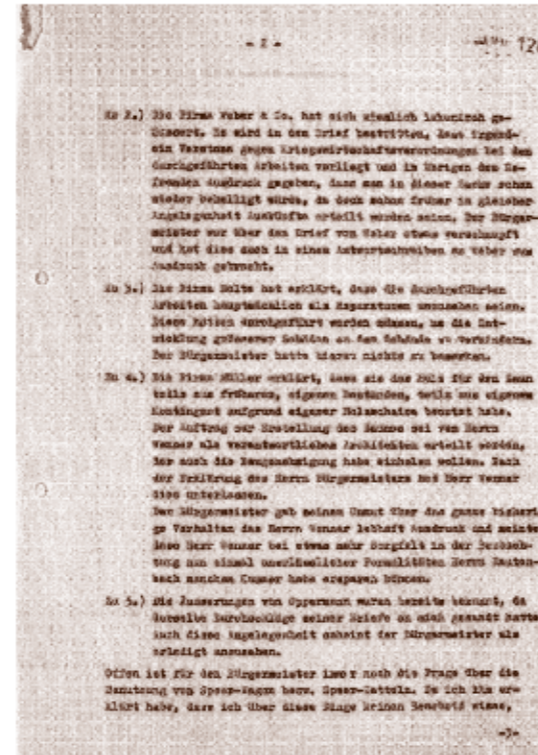 - 2 -
Zu 2.) Die Firma Weber & Co. hat sich ziemlich lakonisch ge-
äussert. Es wird in dem Brief bestritten, dass irgend-
ein Verstoss gegen Kriegswirtschaftsverordnungen bei den
durchgeführten Arbeiten vorliegt und im übrigen dem Be-
fremden Ausdruck gegeben, dass man in dieser Sache schon
wieder behelligt würde, da doch schon früher in gleicher
Angelegenheit Auskünfte erteilt worden seien. Der Bürger-
meister war über den Brief von Weber etwas verschnupft
und hat dies doch in einem Antwortschreiben an Weber zum
Ausdruck gebracht.
Zu 3.) Die Firma Nolte hat erklärt, dass die durchgeführten
Arbeiten hauptsächlich als Reparaturen anzusehen seien.
Diese hätten durchgeführt werden müssen, um die Ent-
wicklung grösserer Schäden an dem Gebäude zu verhindern.
Der Bürgermeister hatte hierzu nichts zu bemerken.
Zu 4.) Die Firma Müller erklärt, dass sie das Holz für den Zaun
teils aus früheren, eigenen Beständen, teils aus eigenem
Kontingent aufgrund eigener Holzscheine benutzt habe.
Der Auftrag zur Erstellung des Zaunes sei von Herrn
Wenner als verantwortlichem Architekten erteilt worden,
der auch die Baugenehmigung habe einholen wollen. Nach
der Erklärung des Herrn Bürgermeisters hat Herr Wenner
dies unterlassen.
Der Bürgermeister gab seinem Unmut über das ganze bisheri-
ge Verhalten des Herrn Wenner lebhaft Ausdruck und meinte
dass Herr Wenner bei etwas mehr Sorgfalt in der Beobach-
tung nun einmal unerlässlicher Formalitäten Herrn Rauten-
bach manchen Kummer habe ersparen können.
Zu 5.) Die Äusserungen von Oppermann waren bereits bekannt, da
derselbe Durchschläge seiner Briefe an mich gesandt hatte
Auch diese Angelegenheit scheint der Bürgermeister als
erledigt anzusehen.
Offen ist für den Bürgermeister immer noch die Frage über die
Benutzung von Speer-Wagen bezw. Speer-Zetteln. Da ich ihm er-
klärt habe, dass ich über diese Dinge keinen Bescheid wisse,
-3-